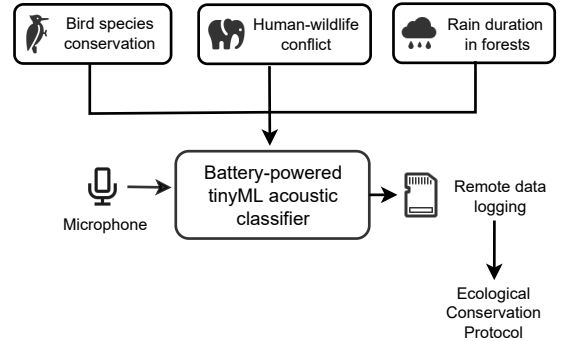 Bird species
conservation
Human-wildlife
conflict
Rain duration
in forests
Battery-powered
tinyML acoustic
classifier
Microphone
Remote data
logging
Ecological
Conservation
Protocol